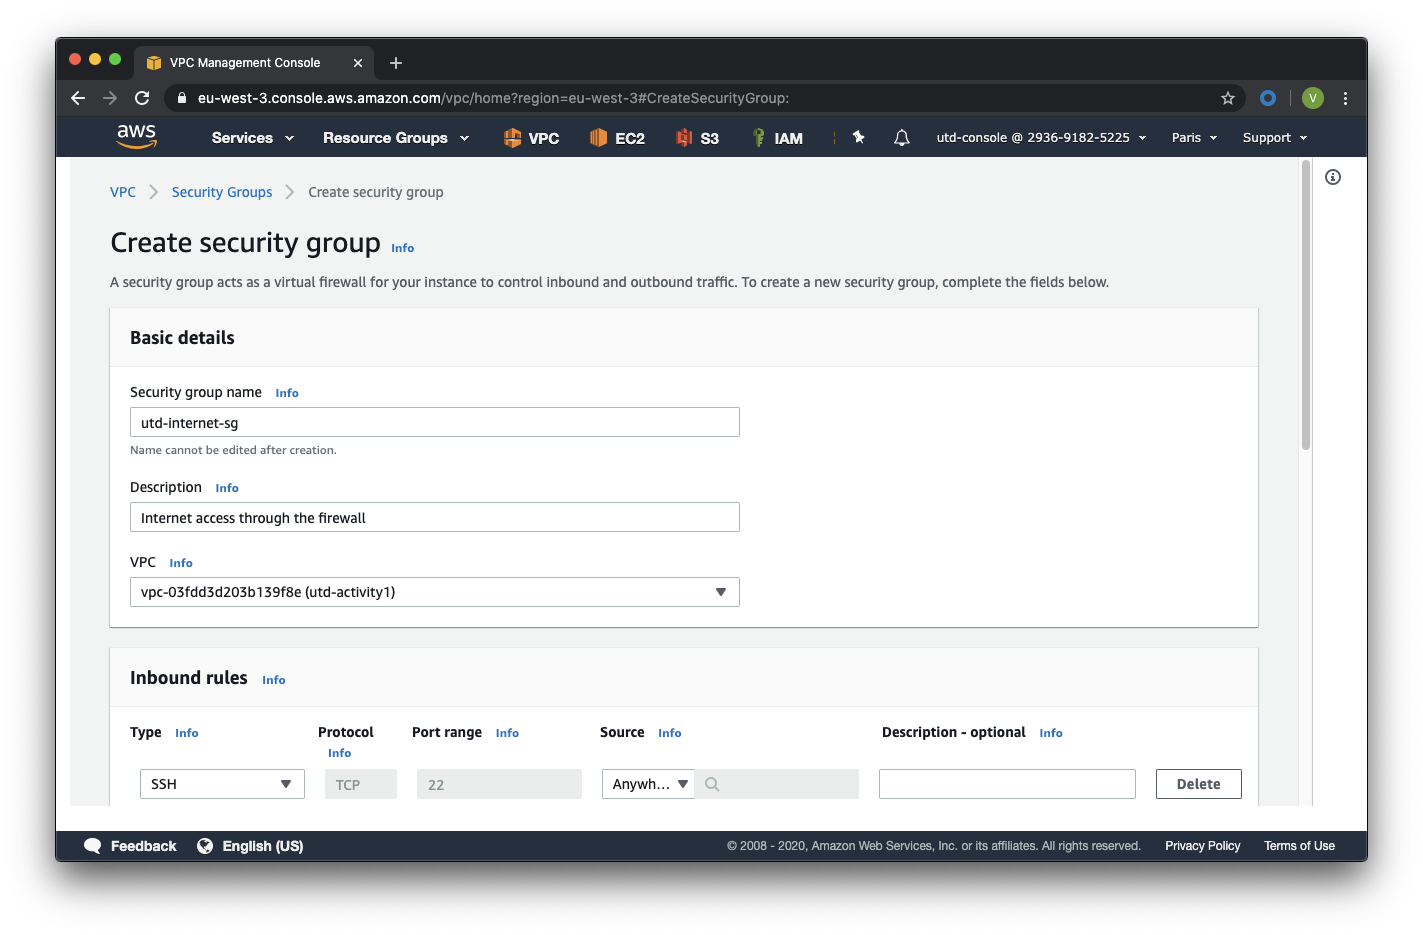 VPC Management Console
eu-west-3.console.aws.amazon.com/vpc/home?region=eu-west-3#CreateSecurityGroup:
V
aws Services Resource Groups VPC EC2 S3 IAM utd-console @ 2936-9182-5225 Paris Support
VPC Security Groups Create security group
Create security group Info
A security group acts as a virtual firewall for your instance to control inbound and outbound traffic. To create a new security group, complete the fields below.
Basic details
Security group name Info
utd-internet-sg
Name cannot be edited after creation.
Description Info
Internet access through the firewall
VPC Info
vpc-03fdd3d203b139f8e (utd-activity1)
Inbound rules Info
Type Info Protocol Info Port range Info Source Info Description - optional Info
SSH TCP 22 Anywh... Delete
Feedback English (US) © 2008 - 2020, Amazon Web Services, Inc. or its affiliates. All rights reserved. Privacy Policy Terms of Use